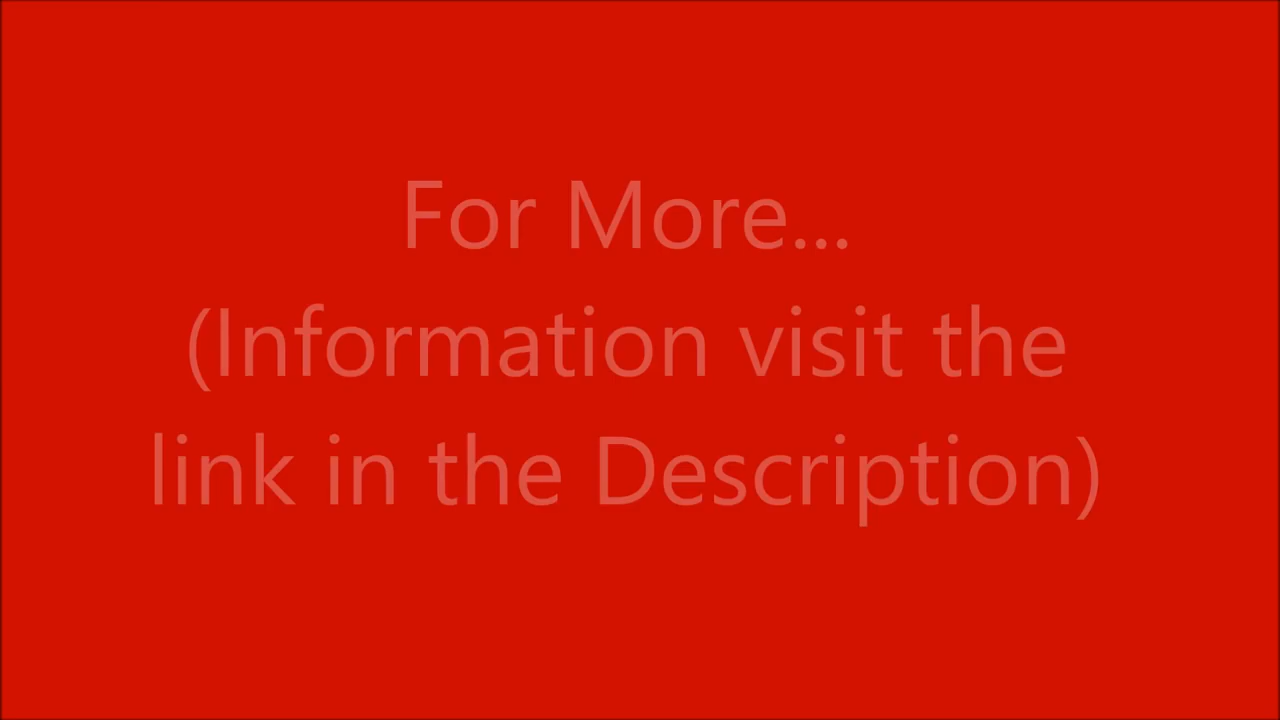 For More...
(Information visit the
link in the Description)